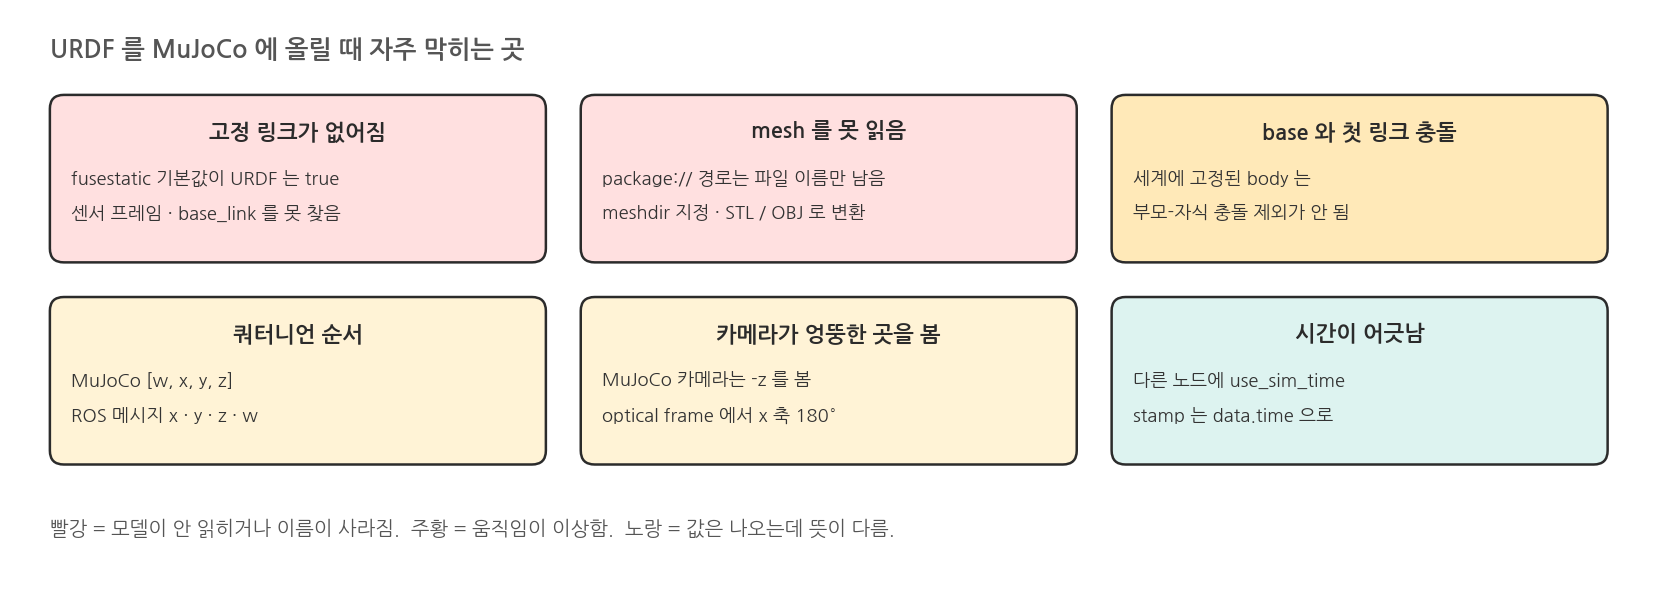 URDF 를 MuJoCo 에 올릴 때 자주 막히는 곳
고정 링크가 없어짐
fusestatic 기본값이 URDF 는 true
센서 프레임 · base_link 를 못 찾음
mesh 를 못 읽음
package:// 경로는 파일 이름만 남음
meshdir 지정 · STL / OBJ 로 변환
base 와 첫 링크 충돌
세계에 고정된 body 는
부모-자식 충돌 제외가 안 됨
쿼터니언 순서
MuJoCo [w, x, y, z]
ROS 메시지 x · y · z · w
카메라가 엉뚱한 곳을 봄
MuJoCo 카메라는 -z 를 봄
optical frame 에서 x 축 180°
시간이 어긋남
다른 노드에 use_sim_time
stamp 는 data.time 으로
빨강 = 모델이 안 읽히거나 이름이 사라짐. 주황 = 움직임이 이상함. 노랑 = 값은 나오는데 뜻이 다름.